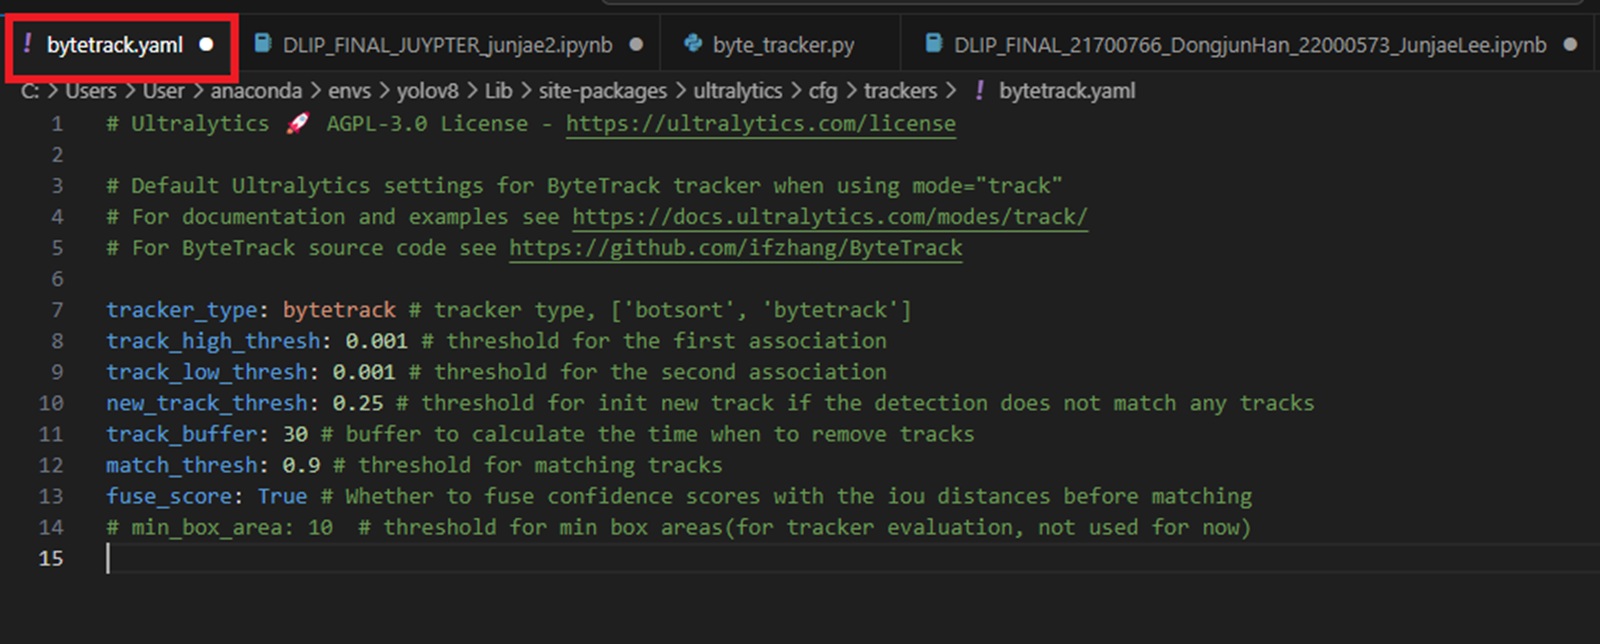 ! bytetrack.yaml ● DLIP_FINAL_JUYPTER_junjae2.ipynb ● byte_tracker.py DLIP_FINAL_21700766_DongjunHan_22000573_JunjaeLee.ipynb ●
C: > Users > User > anaconda > envs > yolov8 > Lib > site-packages > ultralytics > cfg > trackers > ! bytetrack.yaml
1 # Ultralytics 🚀 AGPL-3.0 License - https://ultralytics.com/license
2
3 # Default Ultralytics settings for ByteTrack tracker when using mode="track"
4 # For documentation and examples see https://docs.ultralytics.com/modes/track/
5 # For ByteTrack source code see https://github.com/ifzhang/ByteTrack
6
7 tracker_type: bytetrack # tracker type, ['botsort', 'bytetrack']
8 track_high_thresh: 0.001 # threshold for the first association
9 track_low_thresh: 0.001 # threshold for the second association
10 new_track_thresh: 0.25 # threshold for init new track if the detection does not match any tracks
11 track_buffer: 30 # buffer to calculate the time when to remove tracks
12 match_thresh: 0.9 # threshold for matching tracks
13 fuse_score: True # Whether to fuse confidence scores with the iou distances before matching
14 # min_box_area: 10  # threshold for min box areas(for tracker evaluation, not used for now)
15